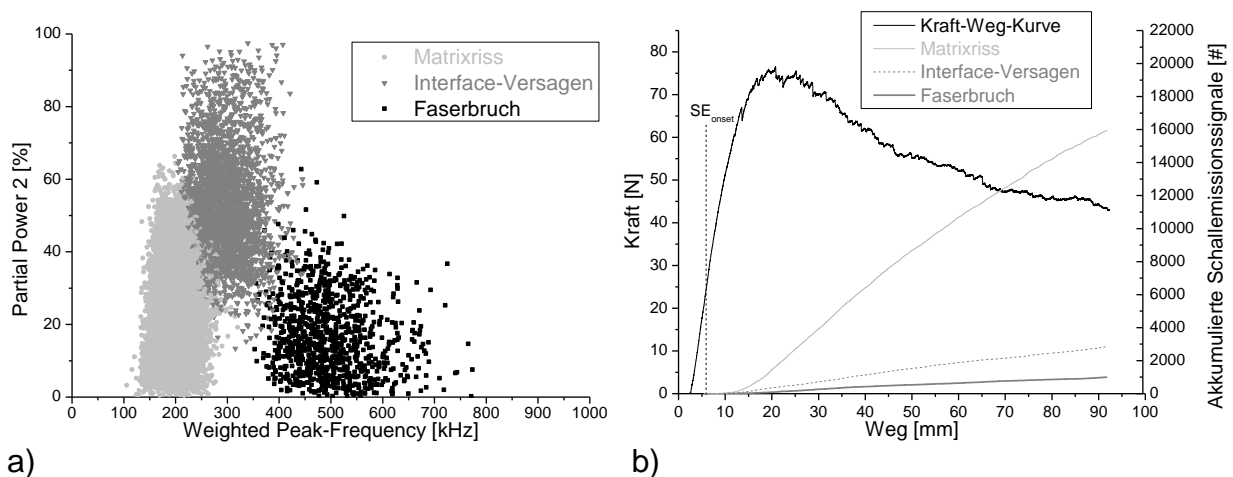 Partial Power 2 [%]
100
80
60
40
20
0
Matrixriss
Interface-Versagen
Faserbruch
0 100 200 300 400 500 600 700 800 900 1000
Weighted Peak-Frequency [kHz]
a)
Kraft [N]
80
70
60
50
40
30
20
10
0
SE onset
Kraft-Weg-Kurve
Matrixriss
Interface-Versagen
Faserbruch
22000
20000
18000
16000
14000
12000
10000
8000
6000
4000
2000
0
Akkumulierte Schallemissionssignale [#]
0 10 20 30 40 50 60 70 80 90 100
Weg [mm]
b)